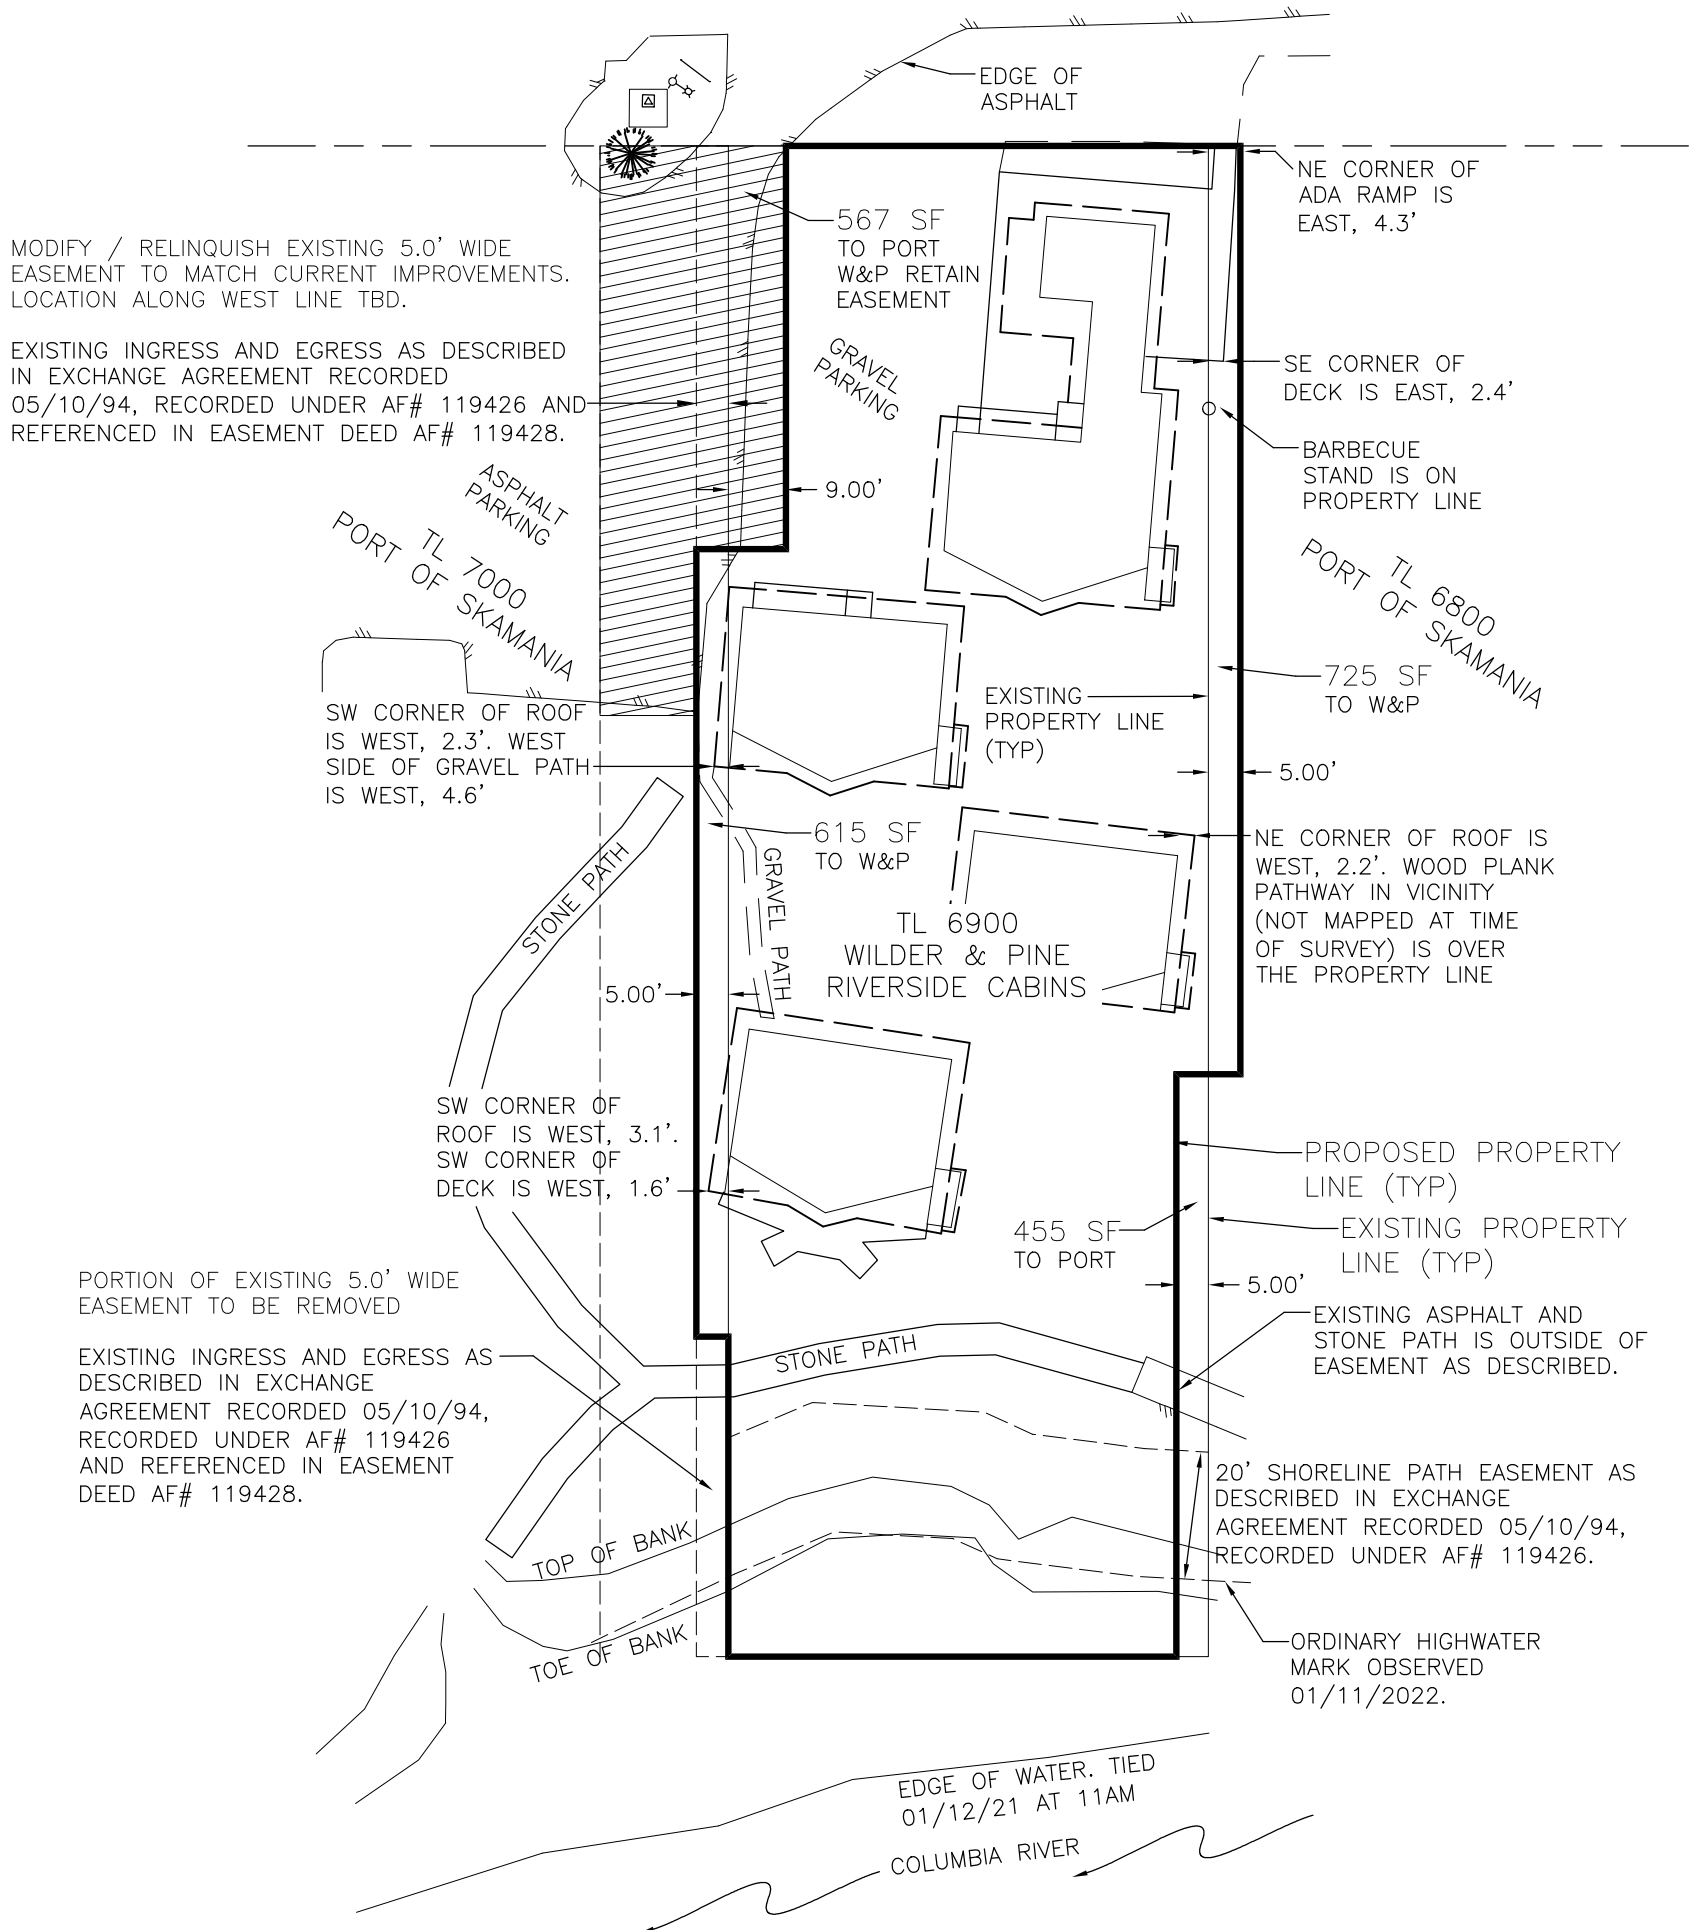 EDGE OF
ASPHALT
NE CORNER OF
ADA RAMP IS
EAST, 4.3'
567 SF
TO PORT
W&P RETAIN
EASEMENT
MODIFY / RELINQUISH EXISTING 5.0' WIDE
EASEMENT TO MATCH CURRENT IMPROVEMENTS.
LOCATION ALONG WEST LINE TBD.
EXISTING INGRESS AND EGRESS AS DESCRIBED
IN EXCHANGE AGREEMENT RECORDED
05/10/94, RECORDED UNDER AF# 119426 AND
REFERENCED IN EASEMENT DEED AF# 119428.
GRAVEL
PARKING
SE CORNER OF
DECK IS EAST, 2.4'
BARBECUE
STAND IS ON
PROPERTY LINE
ASPHALT
PARKING
9.00'
TL 7000
PORT OF SKAMANIA
TL 6800
PORT OF SKAMANIA
725 SF
TO W&P
EXISTING
PROPERTY LINE
(TYP)
SW CORNER OF ROOF
IS WEST, 2.3'. WEST
SIDE OF GRAVEL PATH
IS WEST, 4.6'
5.00'
615 SF
TO W&P
NE CORNER OF ROOF IS
WEST, 2.2'. WOOD PLANK
PATHWAY IN VICINITY
(NOT MAPPED AT TIME
OF SURVEY) IS OVER
THE PROPERTY LINE
STONE PATH
GRAVEL PATH
TL 6900
WILDER & PINE
RIVERSIDE CABINS
5.00'
SW CORNER OF
ROOF IS WEST, 3.1'.
SW CORNER OF
DECK IS WEST, 1.6'
PROPOSED PROPERTY
LINE (TYP)
455 SF
TO PORT
EXISTING PROPERTY
LINE (TYP)
5.00'
PORTION OF EXISTING 5.0' WIDE
EASEMENT TO BE REMOVED
EXISTING ASPHALT AND
STONE PATH IS OUTSIDE OF
EASEMENT AS DESCRIBED.
EXISTING INGRESS AND EGRESS AS
DESCRIBED IN EXCHANGE
AGREEMENT RECORDED 05/10/94,
RECORDED UNDER AF# 119426
AND REFERENCED IN EASEMENT
DEED AF# 119428.
STONE PATH
20' SHORELINE PATH EASEMENT AS
DESCRIBED IN EXCHANGE
AGREEMENT RECORDED 05/10/94,
RECORDED UNDER AF# 119426.
TOP OF BANK
TOE OF BANK
ORDINARY HIGHWATER
MARK OBSERVED
01/11/2022.
EDGE OF WATER. TIED
01/12/21 AT 11AM
COLUMBIA RIVER